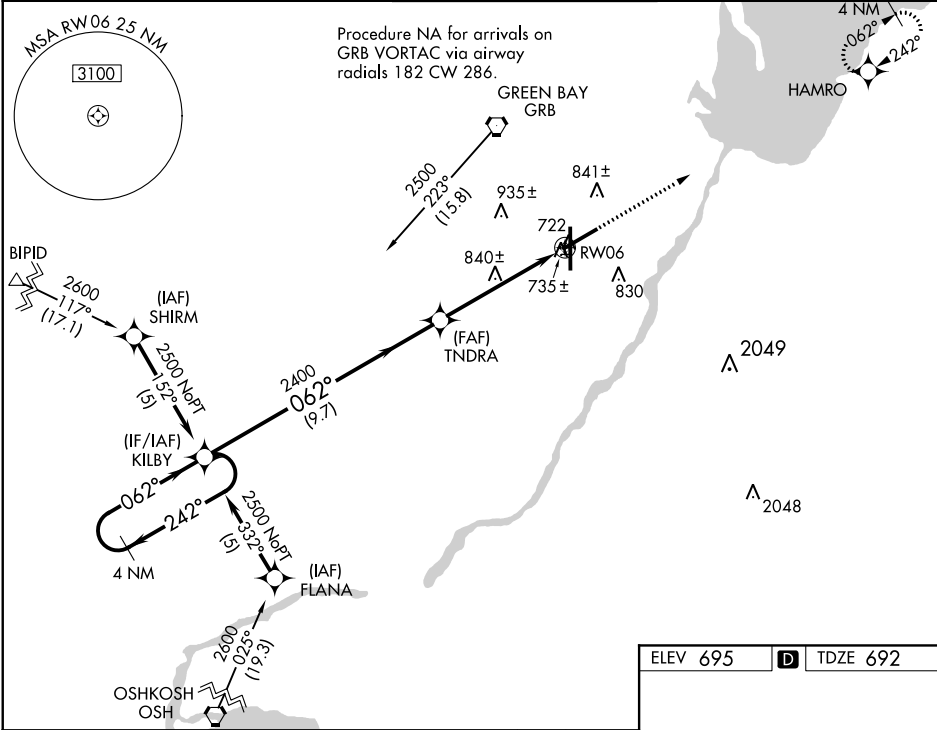 MSA RW06 25 NM
3100
Procedure NA for arrivals on
GRB VORTAC via airway
radials 182 CW 286.
4 NM
062°
242°
HAMRO
GREEN BAY
GRB
2500
223°
(15.8)
935±
841±
722
840±
RW06
735±
830
BIPID
2600
117°
(17.1)
(IAF)
SHIRM
2500 NoPT
152°
(5)
(FAF)
TNDRA
2400
062°
(9.7)
2049
(IF/IAF)
KILBY
062°
242°
4 NM
2500 NoPT
332°
(5)
(IAF)
FLANA
2048
2600
025°
(19.3)
OSHKOSH
OSH
ELEV 695 D TDZE 692